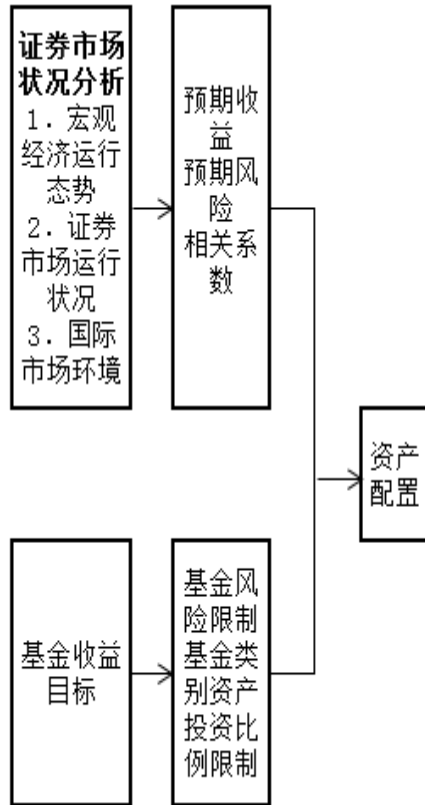 证券市场
状况分析
1．宏观
经济运行
态势
2．证券
市场运行
状况
3．国际
市场环境
预期收
益
预期风
险
相关系
数
资产
配置
基金收益
目标
基金风
险限制
基金类
别资产
投资比
例限制